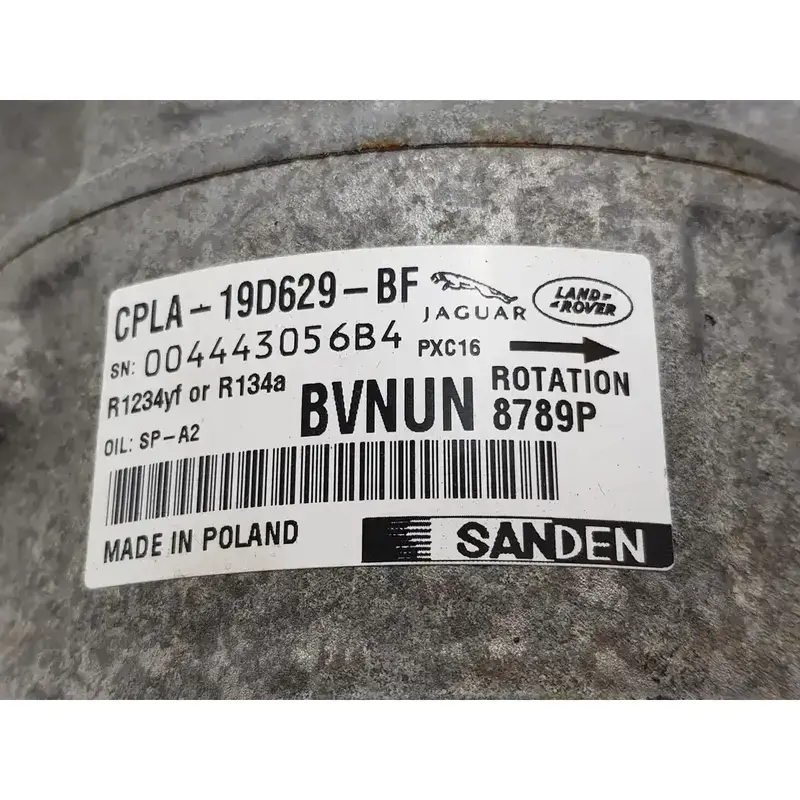 CPLA-19D629-BF
JAGUAR
LAND-
-ROVER
SN: 004443056B4
PXC16
R1234yf or R134a
BVNUN
ROTATION
8789P
OIL: SP-A2
MADE IN POLAND
SANDEN